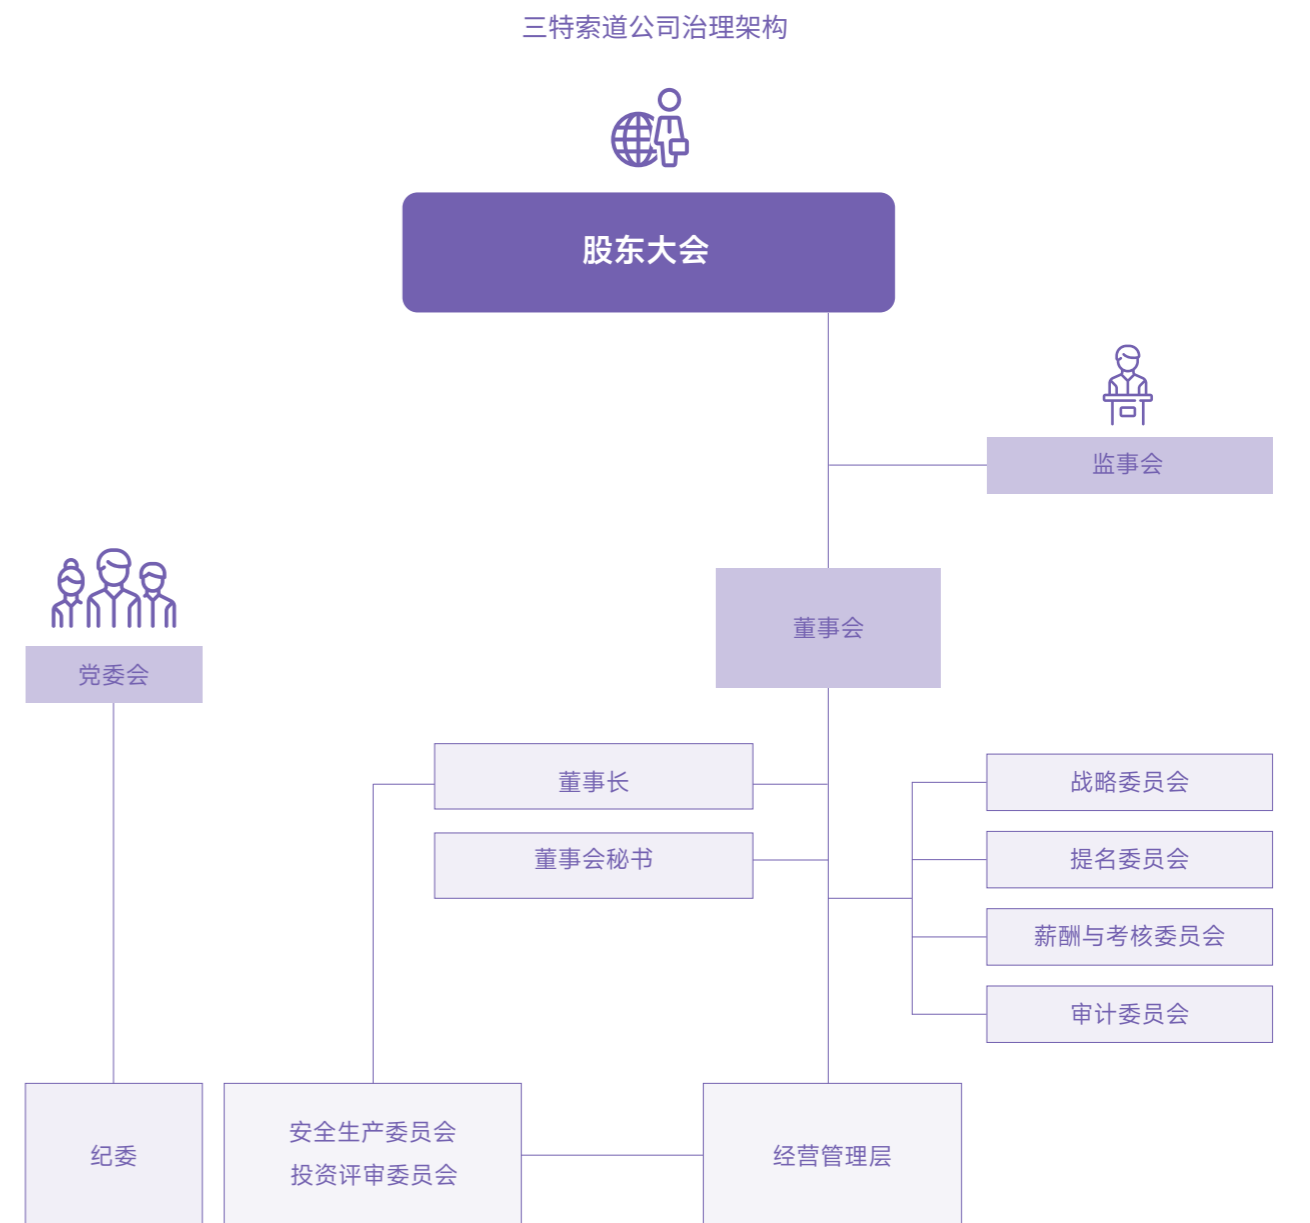 三特索道公司治理架构
股东大会
监事会
董事会
党委会
董事长
董事会秘书
战略委员会
提名委员会
薪酬与考核委员会
审计委员会
纪委
安全生产委员会
投资评审委员会
经营管理层